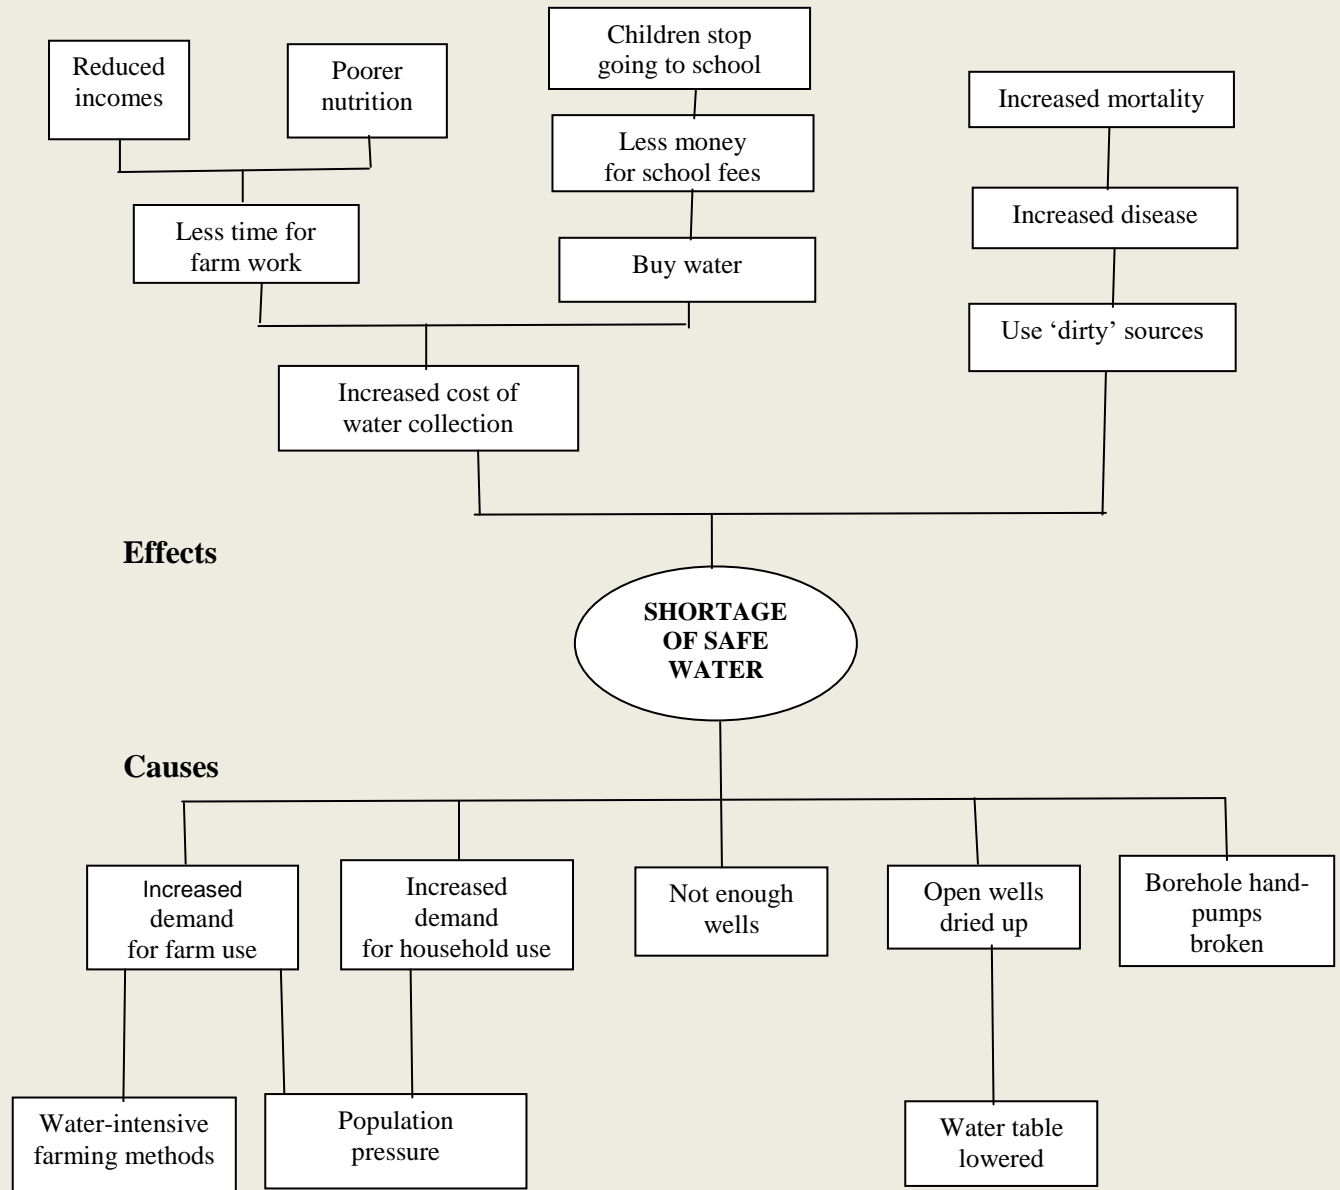 Children stop
going to school
Reduced
incomes
Poorer
nutrition
Increased mortality
Less money
for school fees
Increased disease
Less time for
farm work
Buy water
Use ‘dirty’ sources
Increased cost of
water collection
Effects
SHORTAGE
OF SAFE
WATER
Causes
Increased
demand
for farm use
Increased
demand
for household use
Not enough
wells
Open wells
dried up
Borehole hand-
pumps
broken
Water-intensive
farming methods
Population
pressure
Water table
lowered